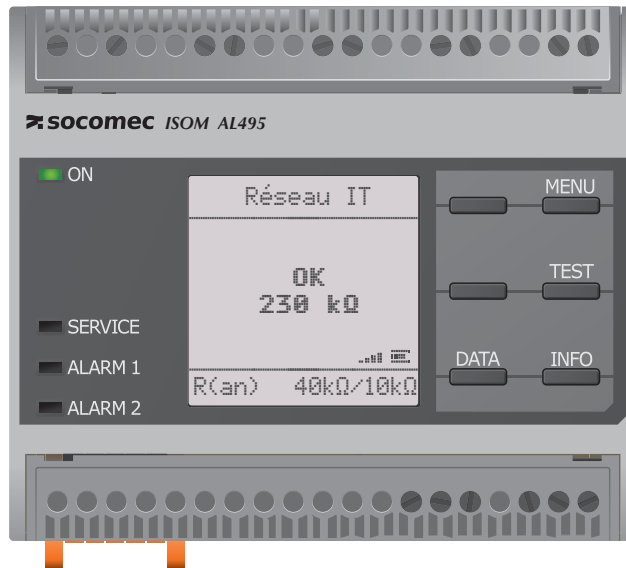 socomec ISOM AL495
ON
MENU
Réseau IT
OK
230 kΩ
TEST
SERVICE
ALARM 1
DATA
INFO
R(an) 40kΩ/10kΩ
ALARM 2